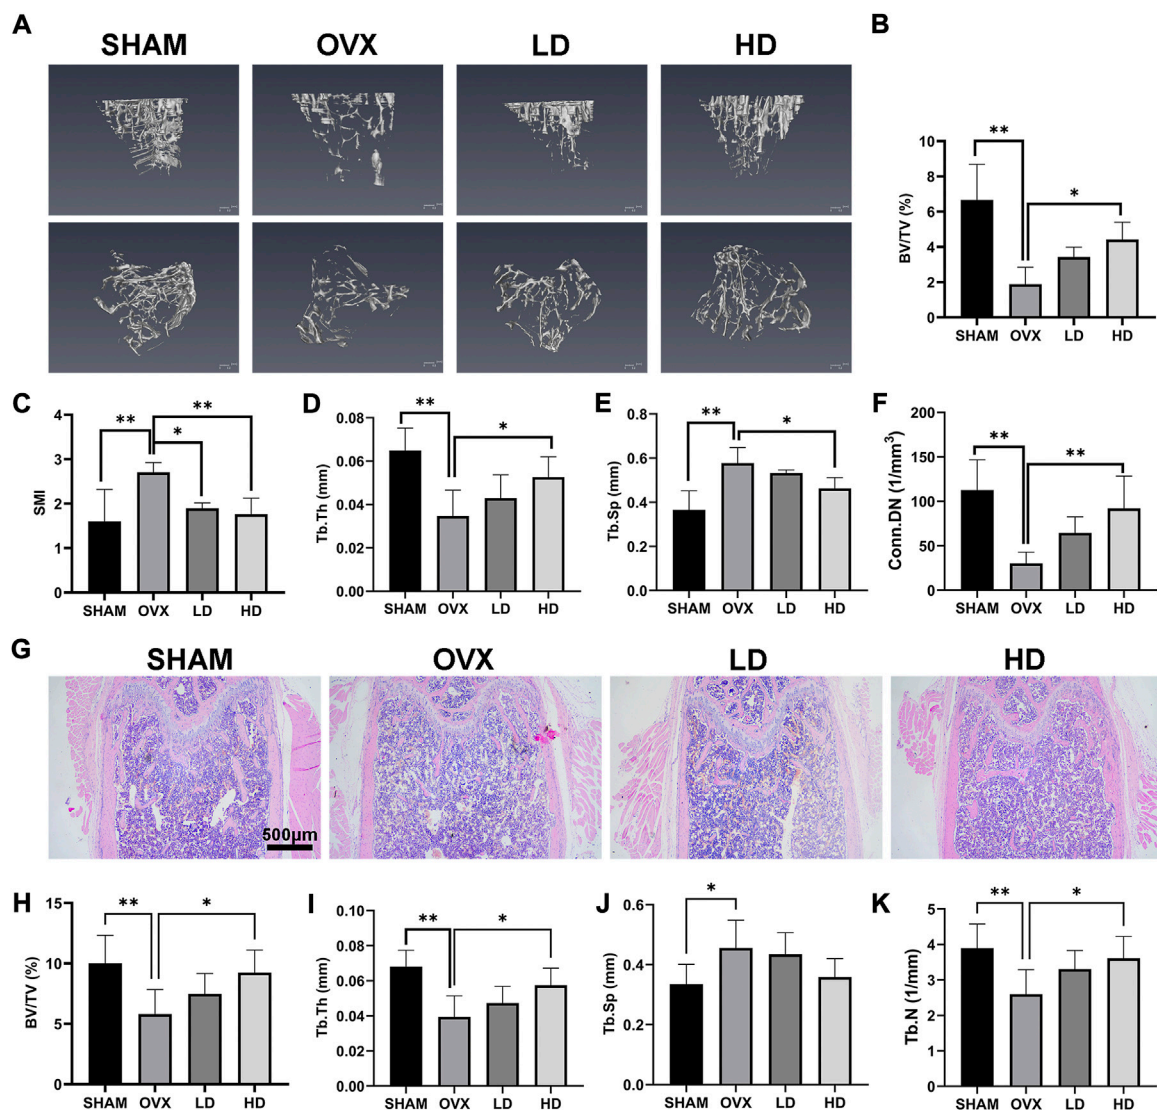 A
SHAM OVX LD HD
B
BV/TV (%)
10
8
6
4
2
0
** *
SHAM OVX LD HD
C
SMI
4
3
2
1
0
** * **
SHAM OVX LD HD
D
Tb.Th (mm)
0.08
0.06
0.04
0.02
0.00
** *
SHAM OVX LD HD
E
Tb.Sp (mm)
0.8
0.6
0.4
0.2
0.0
** *
SHAM OVX LD HD
F
Conn.DN (1/mm³)
200
150
100
50
0
** **
SHAM OVX LD HD
G
SHAM OVX LD HD
500μm
H
BV/TV (%)
15
10
5
0
** *
SHAM OVX LD HD
I
Tb.Th (mm)
0.10
0.08
0.06
0.04
0.02
0.00
** *
SHAM OVX LD HD
J
Tb.Sp (mm)
0.6
0.4
0.2
0.0
*
SHAM OVX LD HD
K
Tb.N (1/mm)
5
4
3
2
1
0
** *
SHAM OVX LD HD